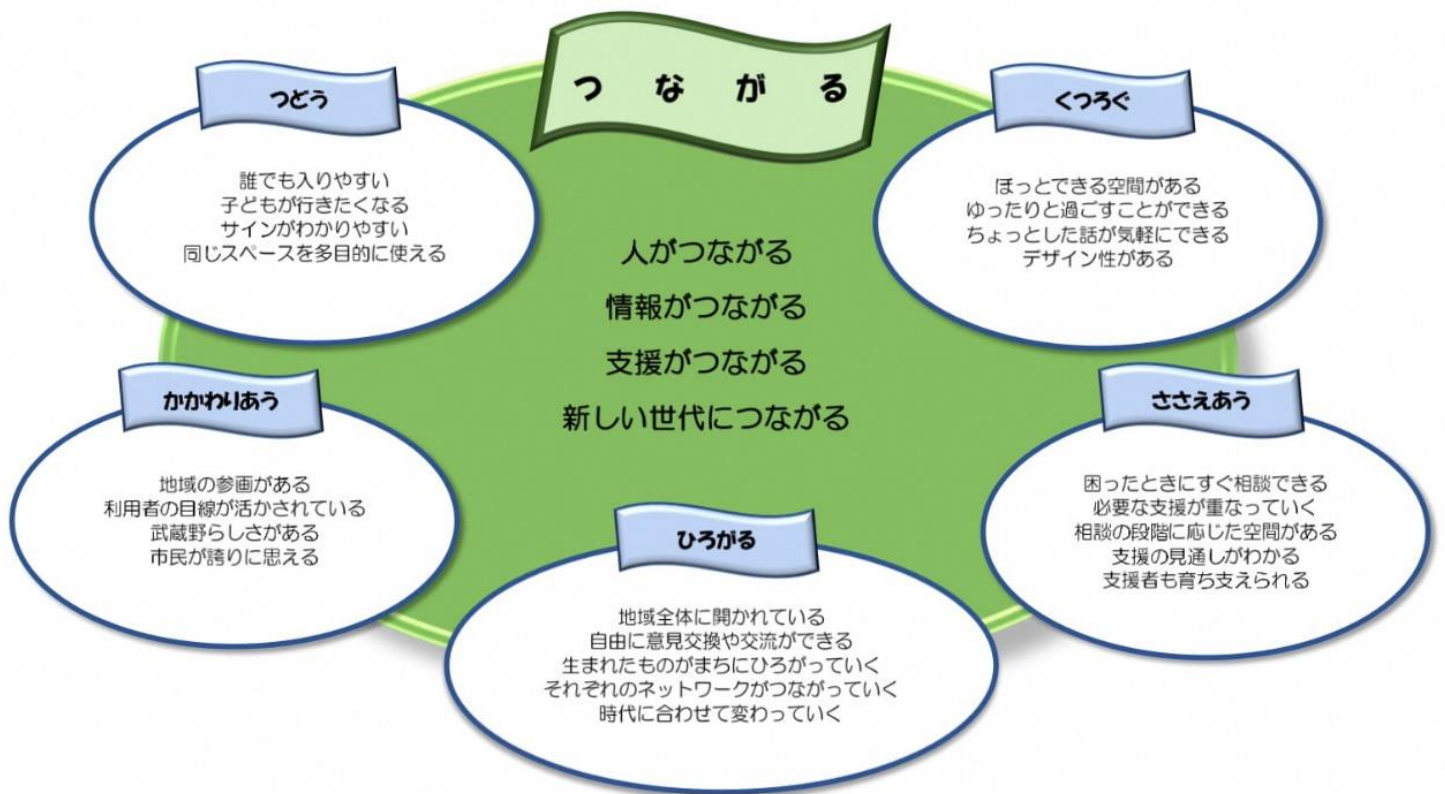 つながる
人がつながる
情報がつながる
支援がつながる
新しい世代につながる
つどう
誰でも入りやすい
子どもが行きたくなる
サインがわかりやすい
同じスペースを多目的に使える
くつろぐ
ほっとできる空間がある
ゆったりと過ごすことができる
ちょっとした話が気軽にできる
デザイン性がある
かかわりあう
地域の参画がある
利用者の目線が活かされている
武蔵野らしさがある
市民が誇りに思える
ささえあう
困ったときにすぐ相談できる
必要な支援が重なっていく
相談の段階に応じた空間がある
支援の見通しがわかる
支援者も育ち支えられる
ひろがる
地域全体に開かれている
自由に意見交換や交流ができる
生まれたものがまちにひろがっていく
それぞれのネットワークがつながっていく
時代に合わせて変わっていく